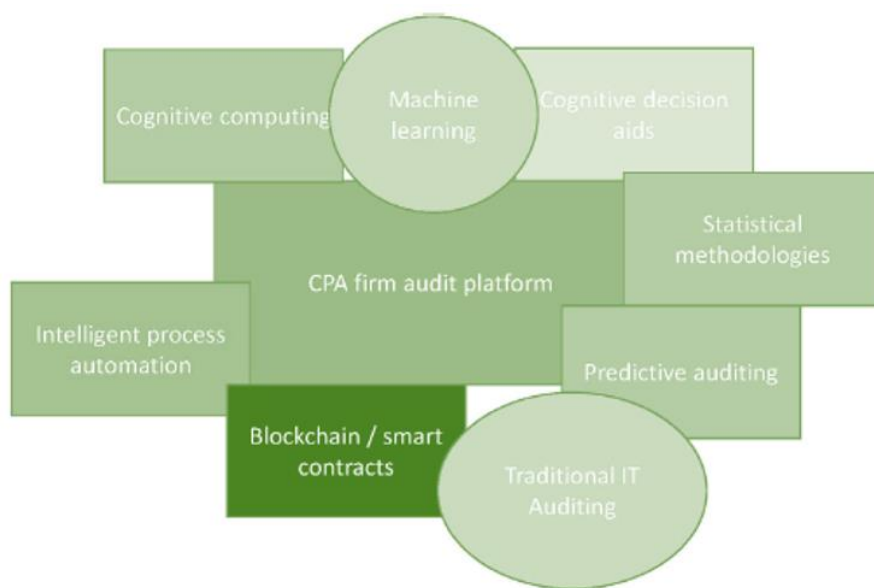 Cognitive computing
Machine
learning
Cognitive decision
aids
Statistical
methodologies
CPA firm audit platform
Intelligent process
automation
Predictive auditing
Blockchain / smart
contracts
Traditional IT
Auditing